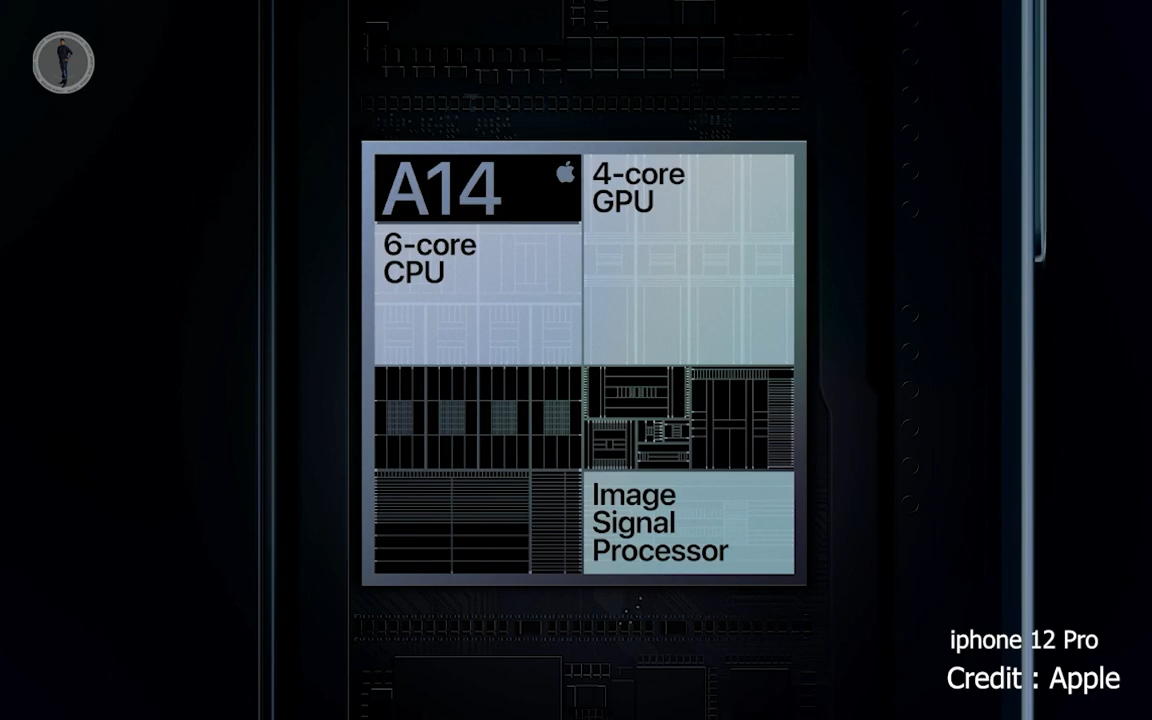 A14
4-core
GPU
6-core
CPU
Image
Signal
Processor
iphone 12 Pro
Credit : Apple